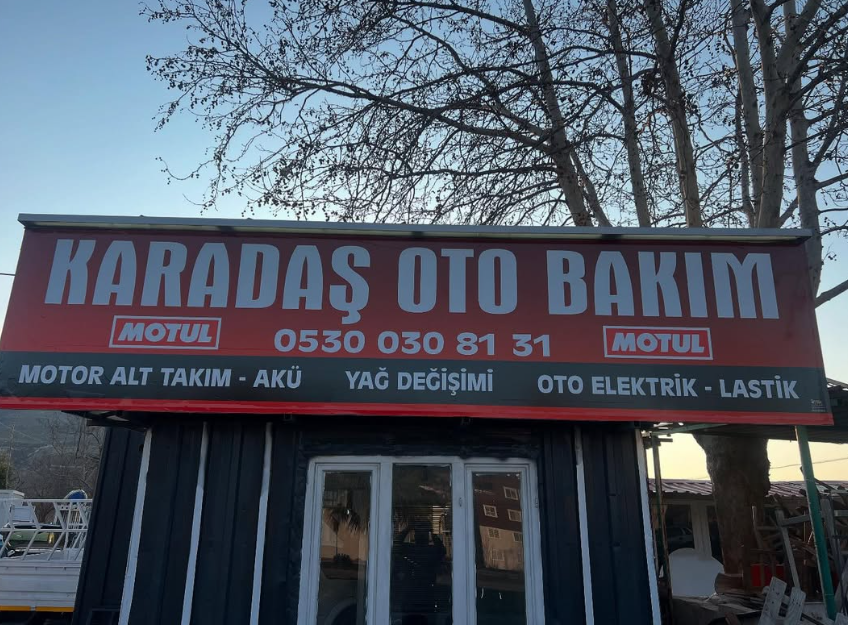 KARADAŞ OTO BAKIM
MOTUL 0530 030 81 31 MOTUL
MOTOR ALT TAKIM - AKÜ YAĞ DEĞİŞİMİ OTO ELEKTRİK - LASTİK